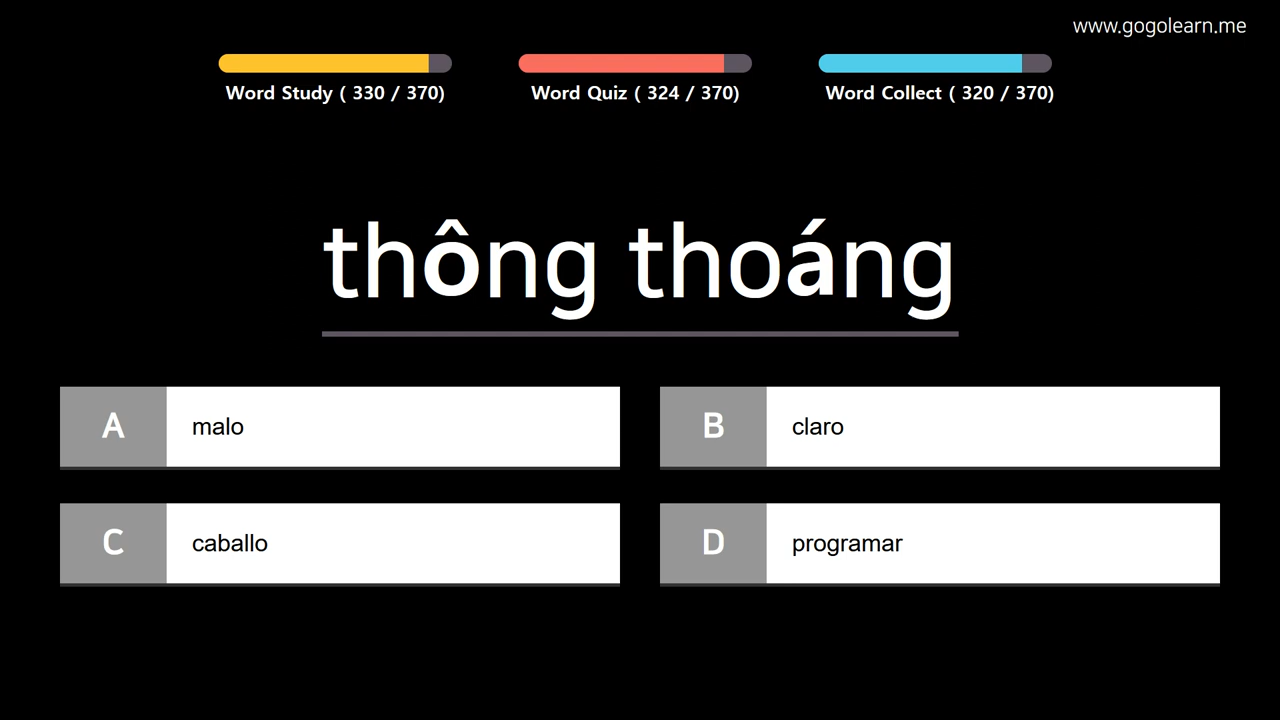 www.gogolearn.me
Word Study ( 330 / 370)
Word Quiz ( 324 / 370)
Word Collect ( 320 / 370)
thông thoáng
A malo
B claro
C caballo
D programar